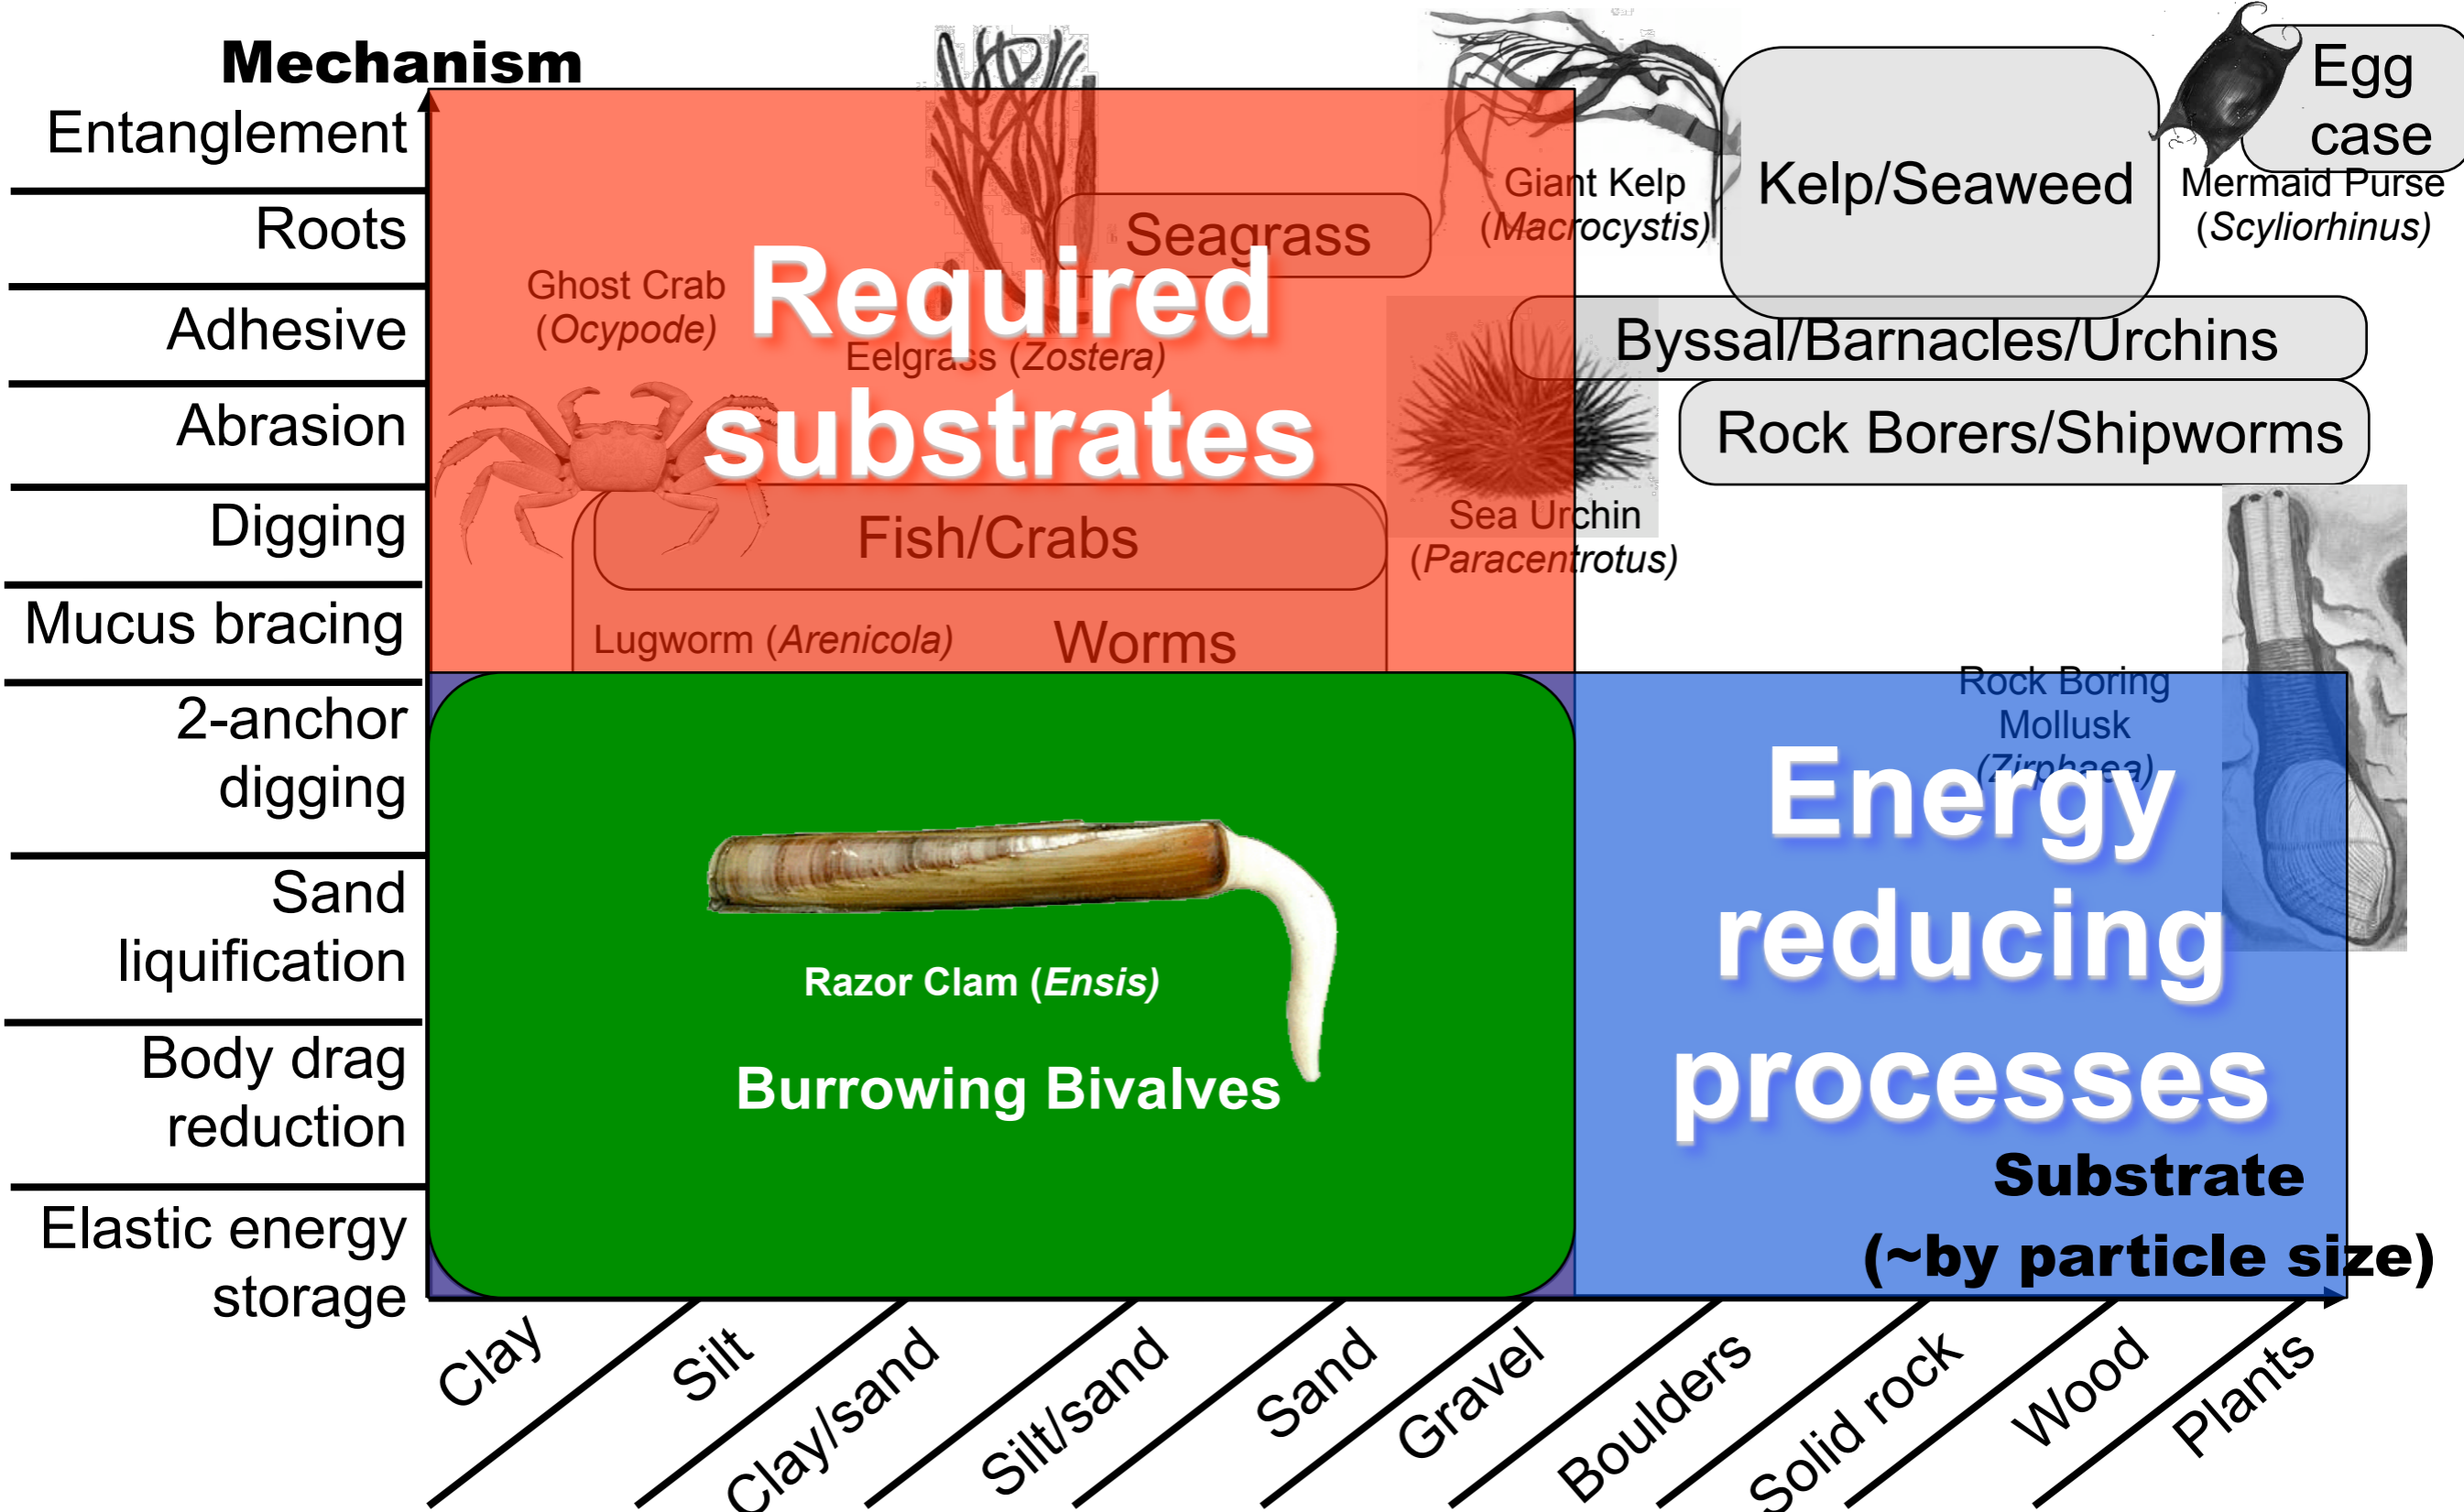 Mechanism
Entanglement
Roots
Adhesive
Abrasion
Digging
Mucus bracing
2-anchor
digging
Sand
liquification
Body drag
reduction
Elastic energy
storage
Egg
case
Mermaid Purse
(Scyliorhinus)
Kelp/Seaweed
Giant Kelp
(Macrocystis)
Seagrass
Ghost Crab
(Ocypode)
Eelgrass (Zostera)
Required
substrates
Byssal/Barnacles/Urchins
Rock Borers/Shipworms
Sea Urchin
(Paracentrotus)
Fish/Crabs
Lugworm (Arenicola)
Worms
Rock Boring
Mollusk
(Zirphaea)
Energy
reducing
processes
Razor Clam (Ensis)
Burrowing Bivalves
Substrate
(~by particle size)
Clay
Silt
Clay/sand
Silt/sand
Sand
Gravel
Boulders
Solid rock
Wood
Plants